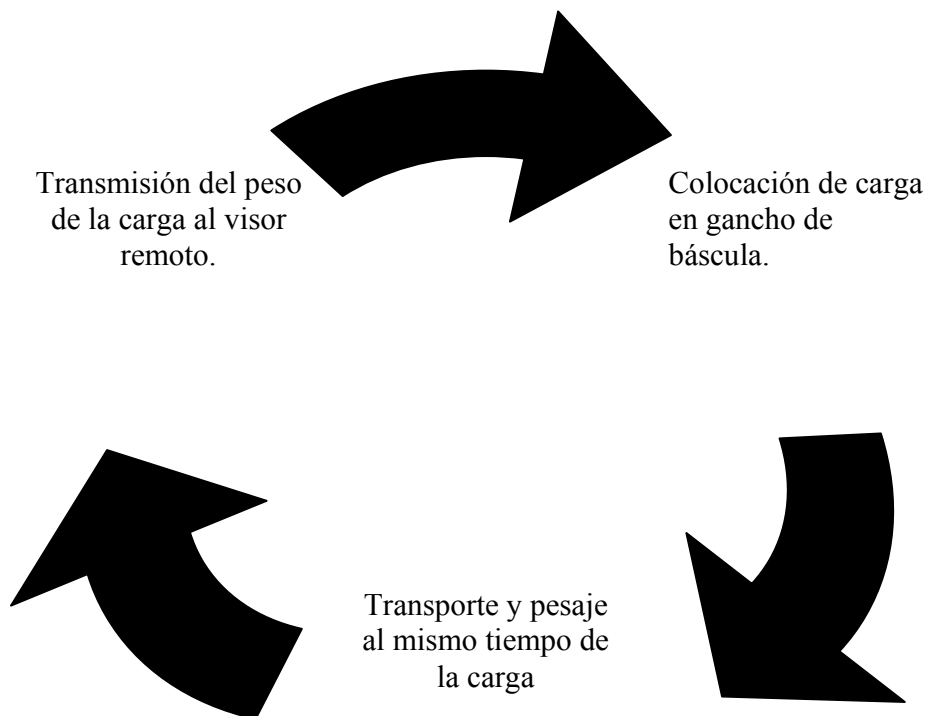 Transmisión del peso
de la carga al visor
remoto.
Colocación de carga
en gancho de
báscula.
Transporte y pesaje
al mismo tiempo de
la carga